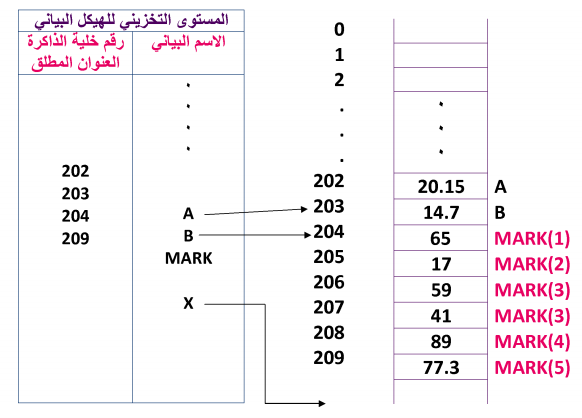 المستوى التخزيني للهيكل البياني
الاسم البياني
رقم خلية الذاكرة
العنوان المطلق
.
.
.
.
202
203
204
209
A
B
MARK
X
0
1
2
.
.
.
202
203
204
205
206
207
208
209
.
.
.
20.15 A
14.7 B
65 MARK(1)
17 MARK(2)
59 MARK(3)
41 MARK(3)
89 MARK(4)
77.3 MARK(5)